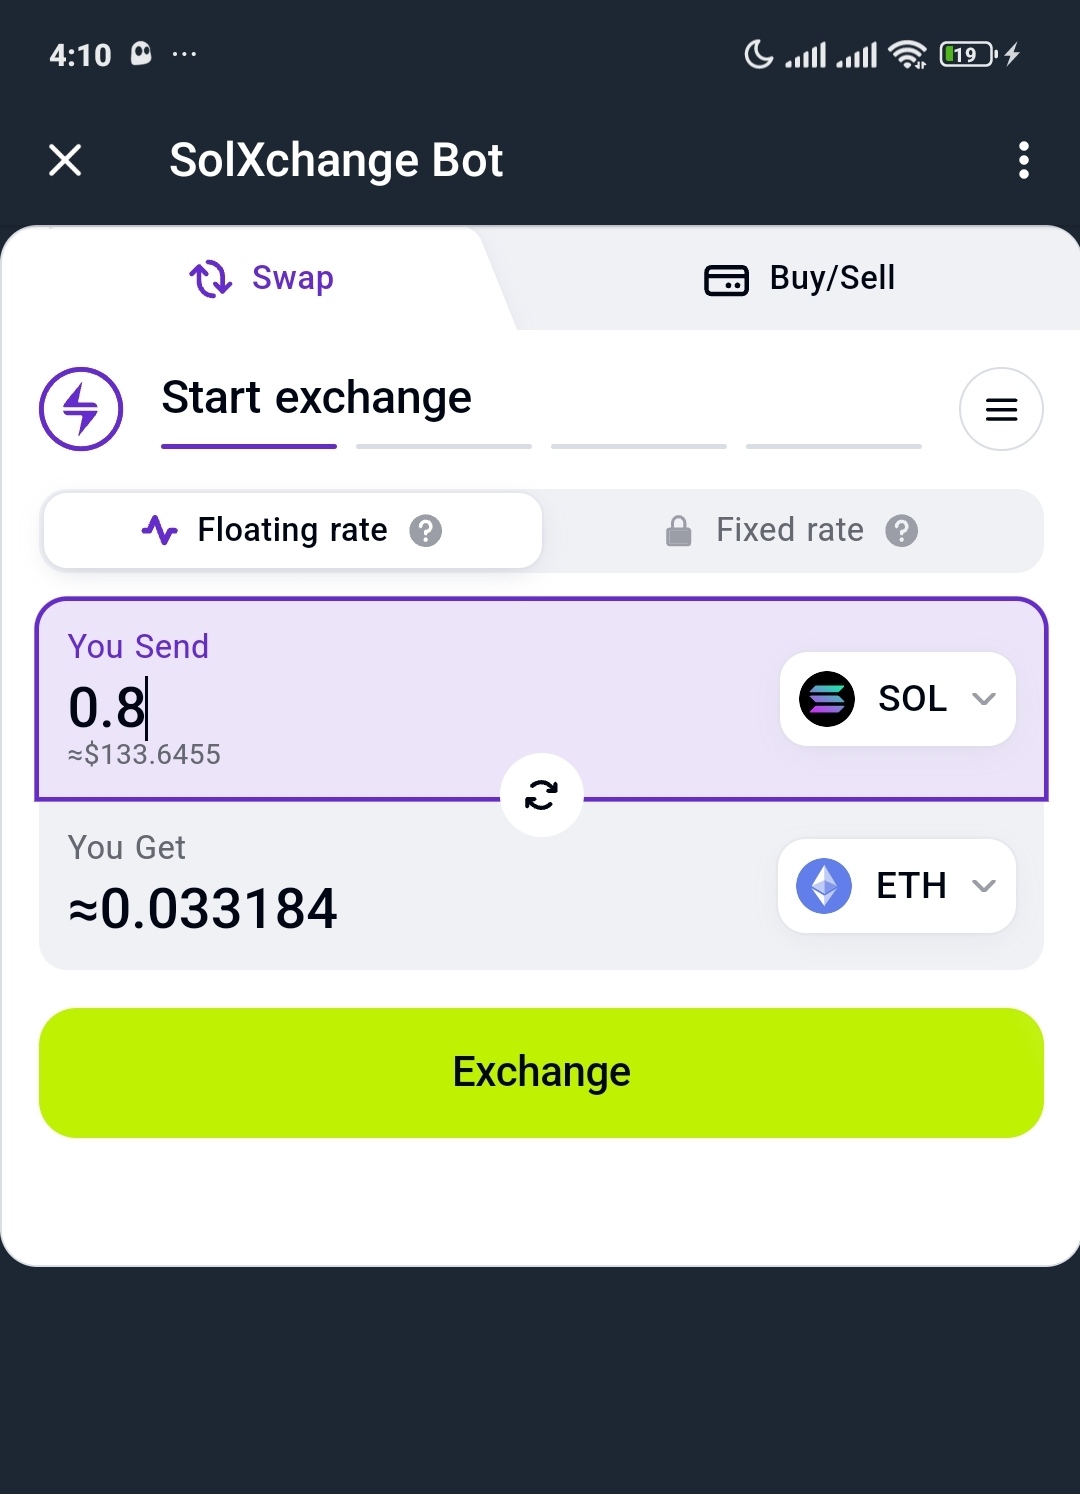 4:10
19
SolXchange Bot
Swap
Buy/Sell
Start exchange
Floating rate ?
Fixed rate ?
You Send
0.8
SOL
≈$133.6455
You Get
≈0.033184
ETH
Exchange